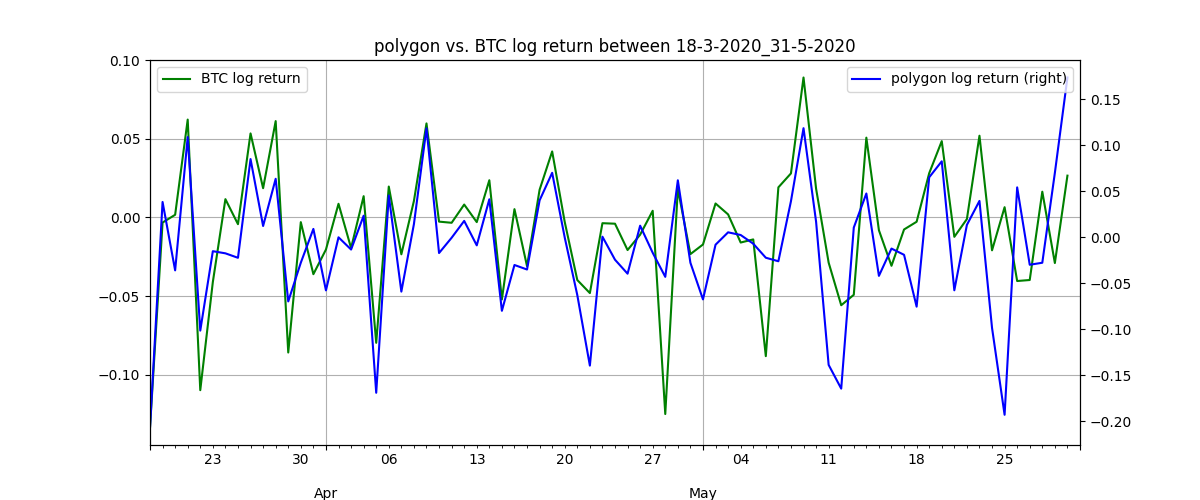 polygon vs. BTC log return between 18-3-2020_31-5-2020
BTC log return
polygon log return (right)
0.10
0.05
0.00
−0.05
−0.10
0.15
0.10
0.05
0.00
−0.05
−0.10
−0.15
−0.20
23 30 06 13 20 27 04 11 18 25
Apr May